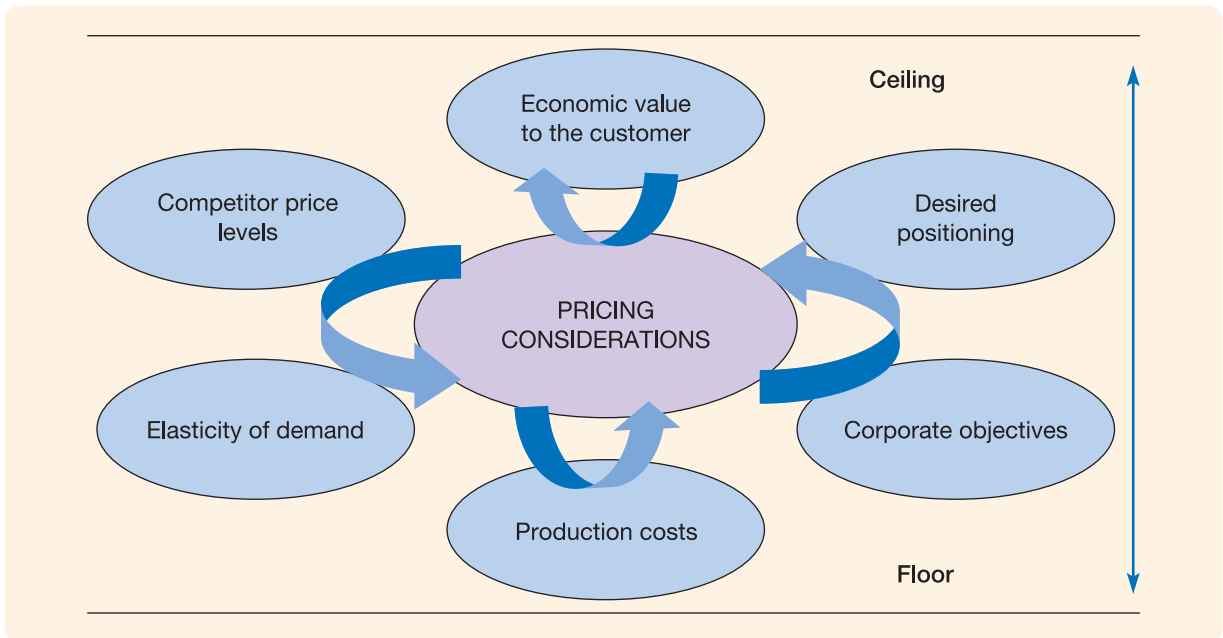 Ceiling
Economic value
to the customer
Competitor price
levels
Desired
positioning
PRICING
CONSIDERATIONS
Elasticity of demand
Corporate objectives
Production costs
Floor